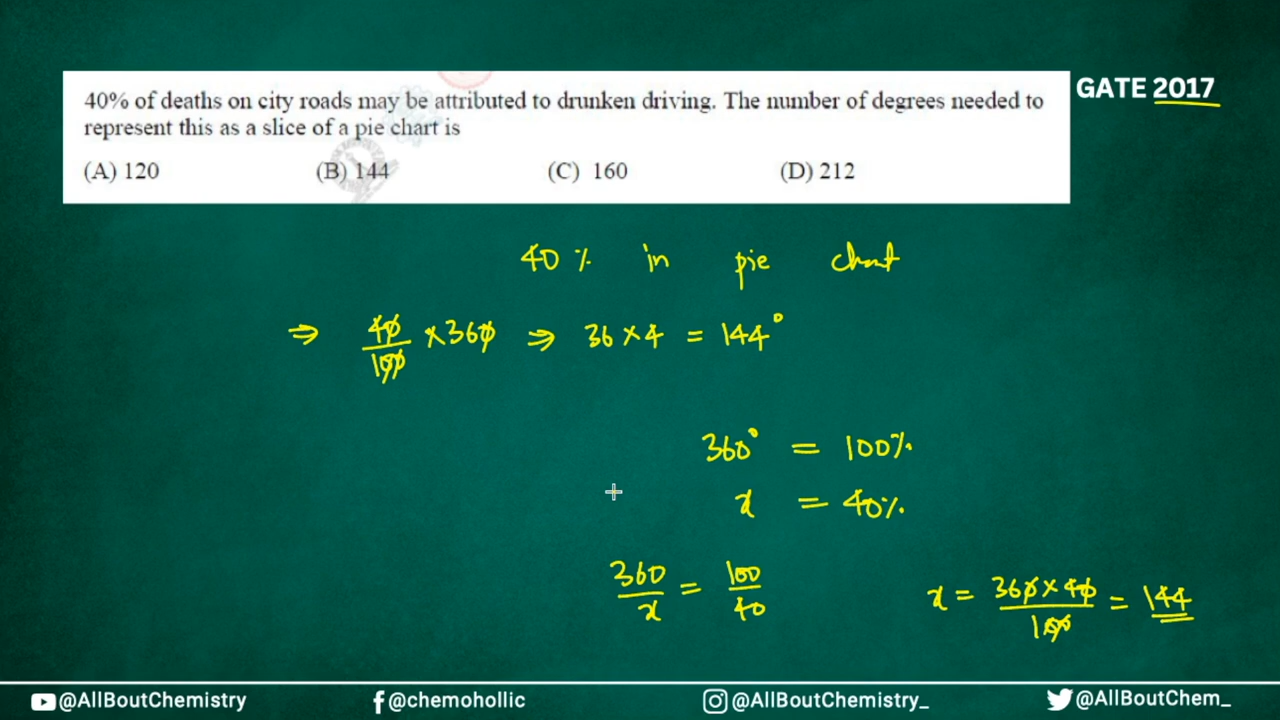 GATE 2017
40% of deaths on city roads may be attributed to drunken driving. The number of degrees needed to
represent this as a slice of a pie chart is
(A) 120 (B) 144 (C) 160 (D) 212
40 % in pie chart
⇒ 40/100 × 360 ⇒ 36 × 4 = 144°
360° = 100%
x = 40%
360/x = 100/40 x = 360×40/100 = 144
@AllBoutChemistry @chemohollic @AllBoutChemistry_ @AllBoutChem_